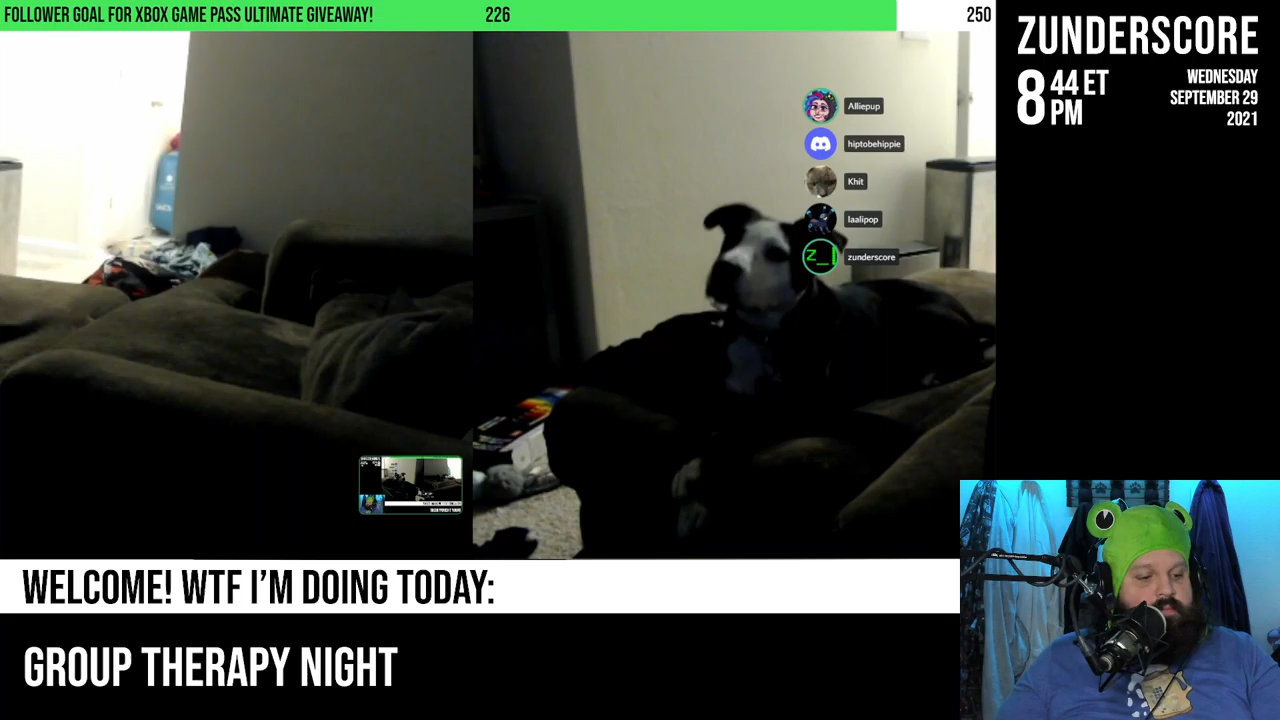 FOLLOWER GOAL FOR XBOX GAME PASS ULTIMATE GIVEAWAY!
226
250
ZUNDERSCORE
8 44 ET
PM
WEDNESDAY
SEPTEMBER 29
2021
Alliepup
hiptobehippie
Khit
laalipop
z_
zunderscore
WELCOME! WTF I'M DOING TODAY:
GROUP THERAPY NIGHT